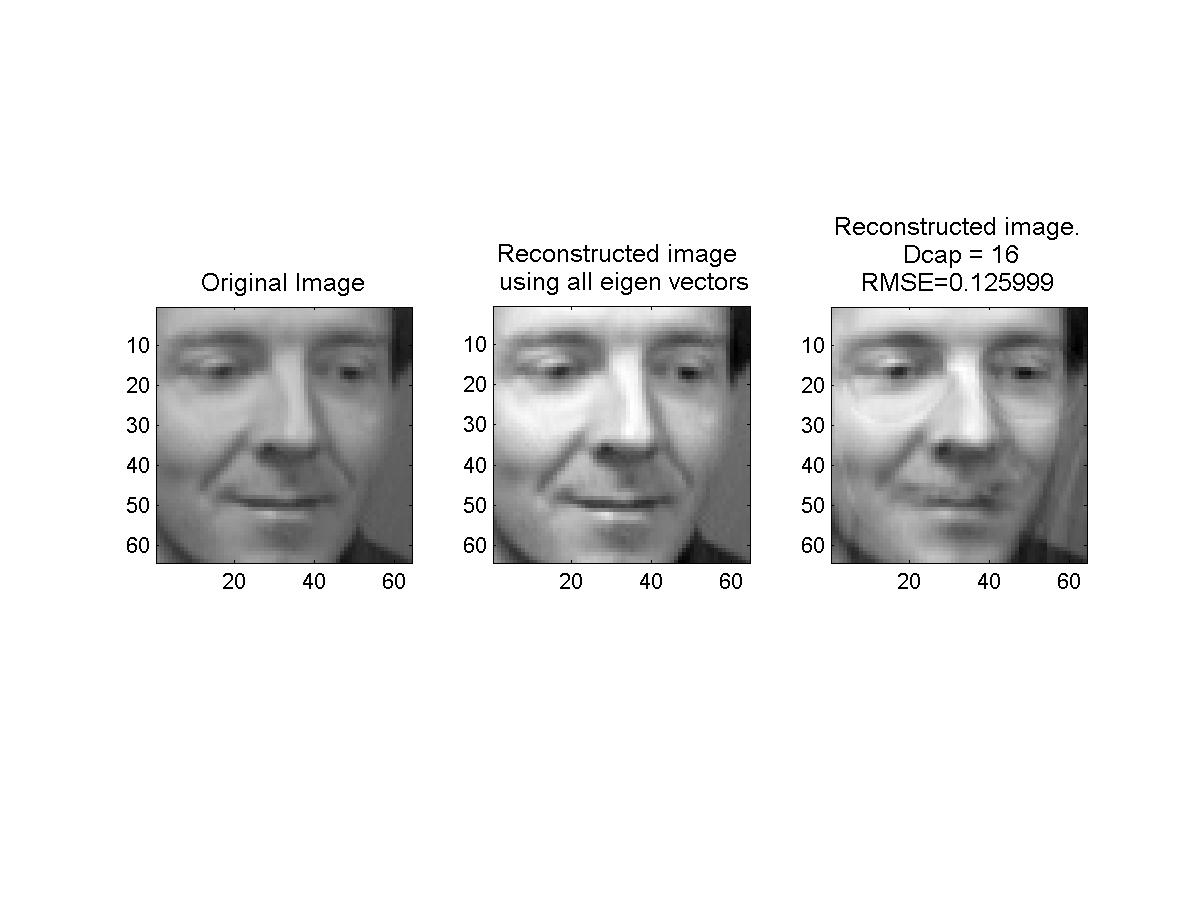 Original Image
10
20
30
40
50
60
20 40 60
Reconstructed image
using all eigen vectors
10
20
30
40
50
60
20 40 60
Reconstructed image.
Dcap = 16
RMSE=0.125999
10
20
30
40
50
60
20 40 60